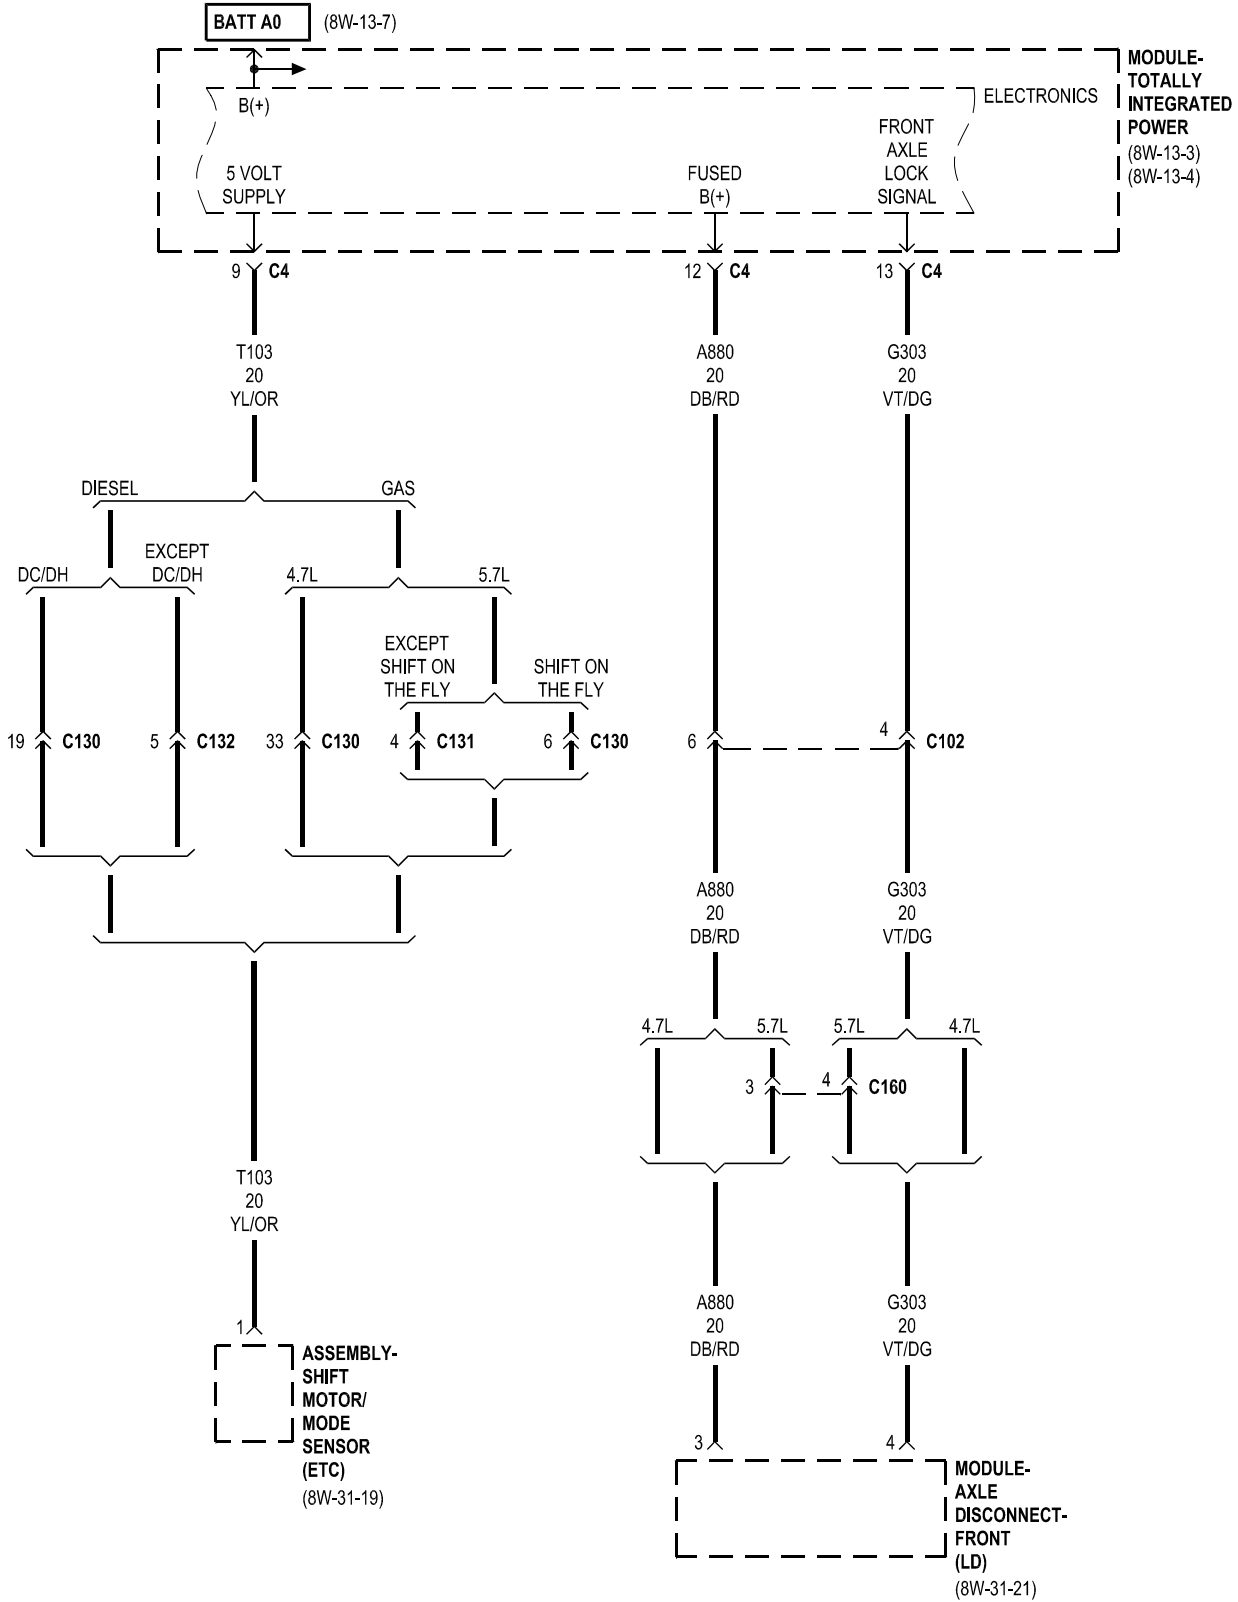 BATT A0 (8W-13-7)
MODULE-
TOTALLY
INTEGRATED
POWER
(8W-13-3)
(8W-13-4)
ELECTRONICS
B(+)
5 VOLT
SUPPLY
FUSED
B(+)
FRONT
AXLE
LOCK
SIGNAL
9 C4
12 C4
13 C4
T103
20
YL/OR
A880
20
DB/RD
G303
20
VT/DG
DIESEL
GAS
DC/DH
EXCEPT
DC/DH
4.7L
5.7L
EXCEPT
SHIFT ON
THE FLY
SHIFT ON
THE FLY
19 C130
5 C132
33 C130
4 C131
6 C130
6
4
C102
A880
20
DB/RD
G303
20
VT/DG
4.7L
5.7L
5.7L
4.7L
3
4
C160
T103
20
YL/OR
A880
20
DB/RD
G303
20
VT/DG
1
ASSEMBLY-
SHIFT
MOTOR/
MODE
SENSOR
(ETC)
(8W-31-19)
3
4
MODULE-
AXLE
DISCONNECT-
FRONT
(LD)
(8W-31-21)